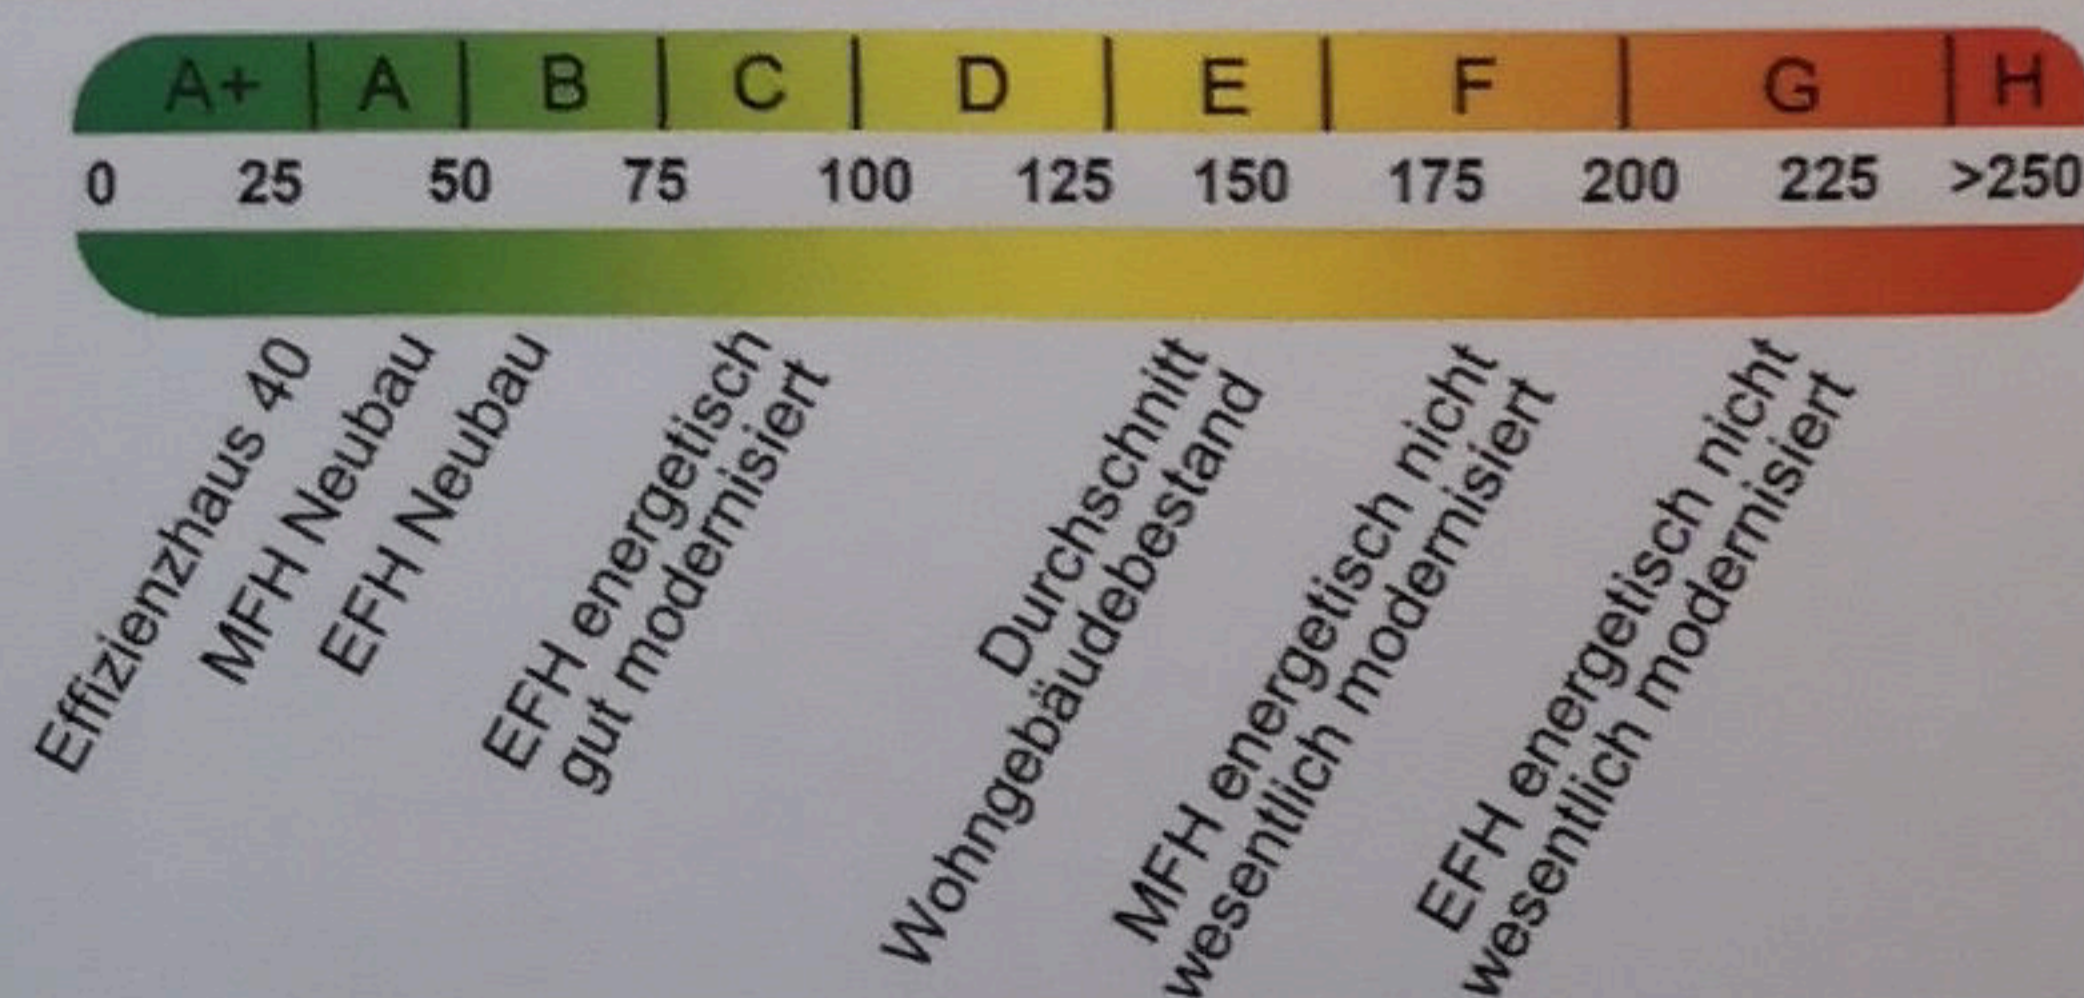 A+ A B C D E F G H
0 25 50 75 100 125 150 175 200 225 >250
Effizienzhaus 40
MFH Neubau
EFH Neubau
EFH energetisch
gut modernisiert
Durchschnitt
Wohngebäudebestand
MFH energetisch nicht
wesentlich modernisiert
EFH energetisch nicht
wesentlich modernisiert